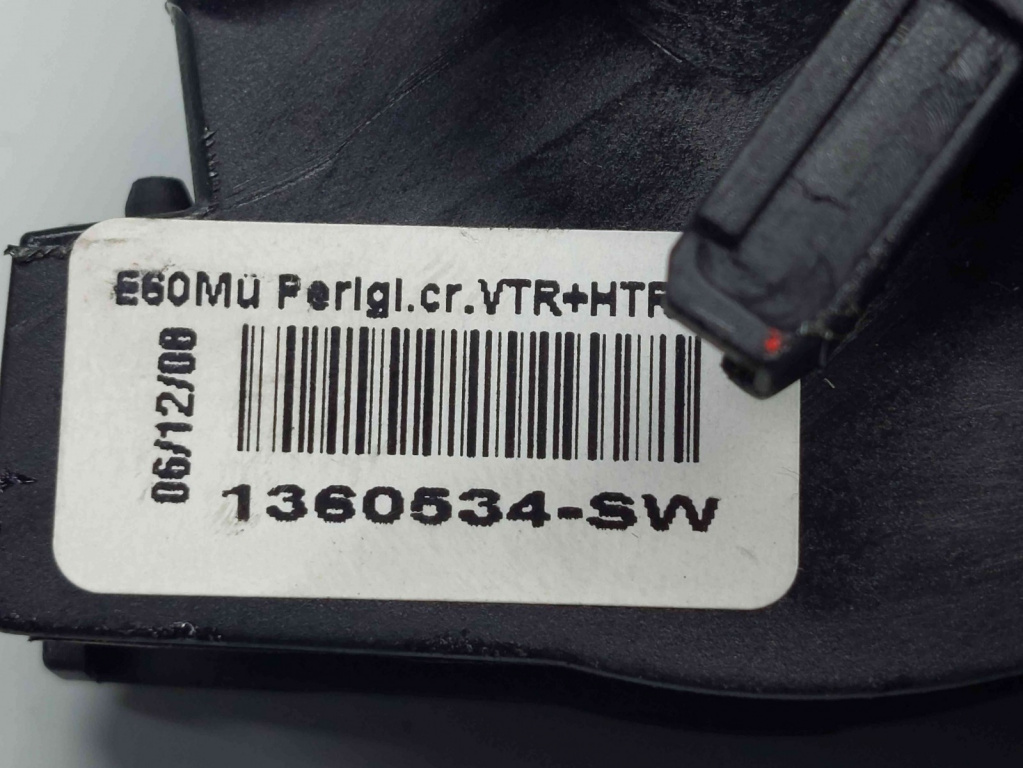 E60Mü Perlgl.cr.VTR+HTR
06/12/08
1360534-SW